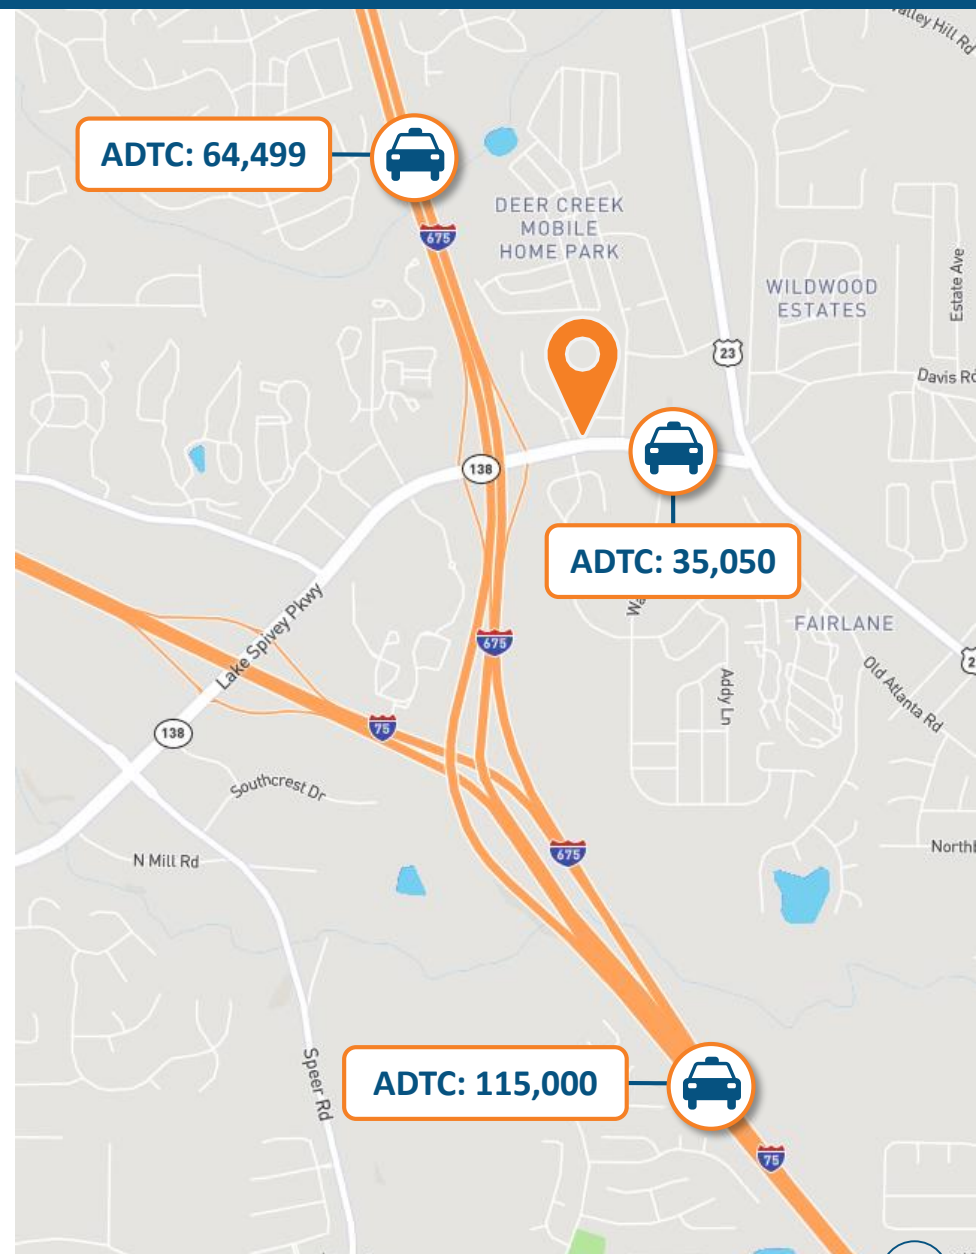 Valley Hill Rd
ADTC: 64,499
675
DEER CREEK
MOBILE
HOME PARK
WILDWOOD
ESTATES
Estate Ave
23
Davis Rd
138
ADTC: 35,050
675
FAIRLANE
Lake Spivey Pkwy
Old Atlanta Rd
Addy Ln
75
138
Southcrest Dr
N Mill Rd
675
Speer Rd
ADTC: 115,000
75